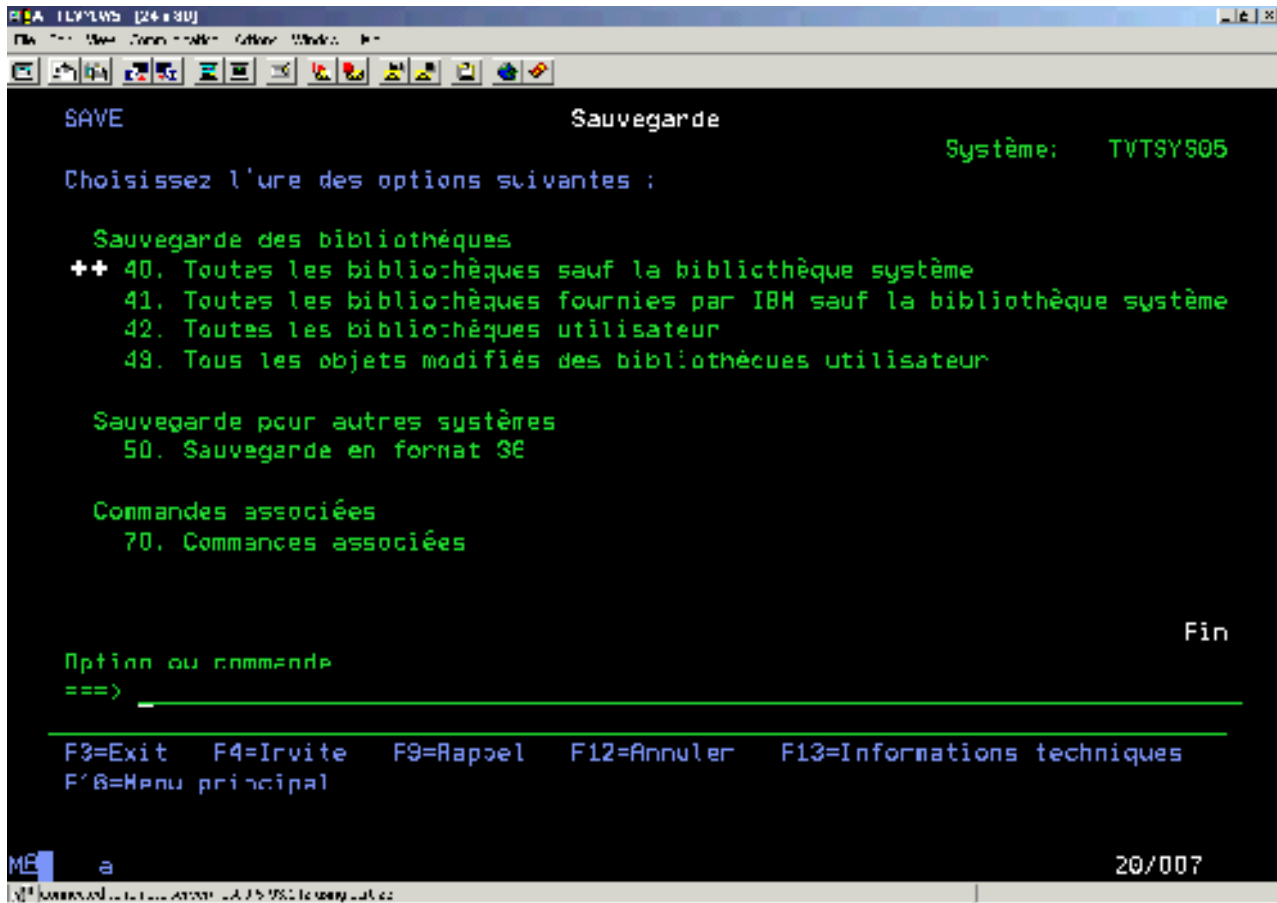 [24 x 80]
SAVE Sauvegarde
Système: TVTSYS05
Choisissez l'une des options suivantes :
Sauvegarde des bibliothèques
++ 40. Toutes les bibliothèques sauf la bibliothèque système
41. Toutes les bibliothèques fournies par IBM sauf la bibliothèque système
42. Toutes les bibliothèques utilisateur
43. Tous les objets modifiés des bibliothèques utilisateur
Sauvegarde pour autres systèmes
50. Sauvegarde en format 36
Commandes associées
70. Commandes associées
Fin
Option ou commande
===>
F3=Exit F4=Invite F9=Rappel F12=Annuler F13=Informations techniques
F16=Menu principal
a 20/007